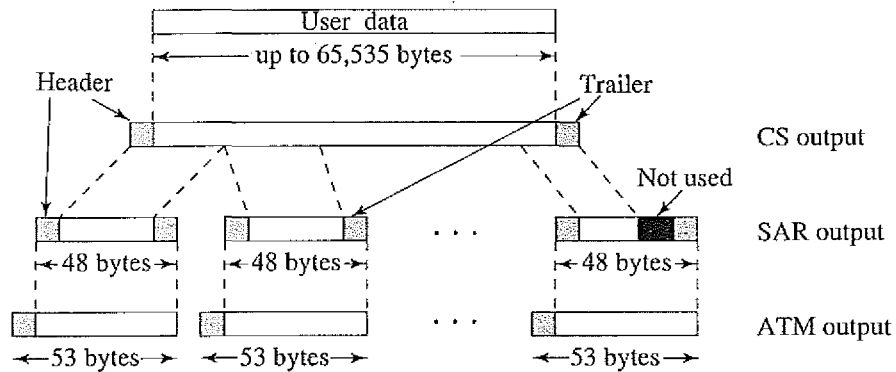 User data
up to 65,535 bytes
Header
Trailer
CS output
Not used
. . .
SAR output
48 bytes
48 bytes
48 bytes
. . .
ATM output
53 bytes
53 bytes
53 bytes